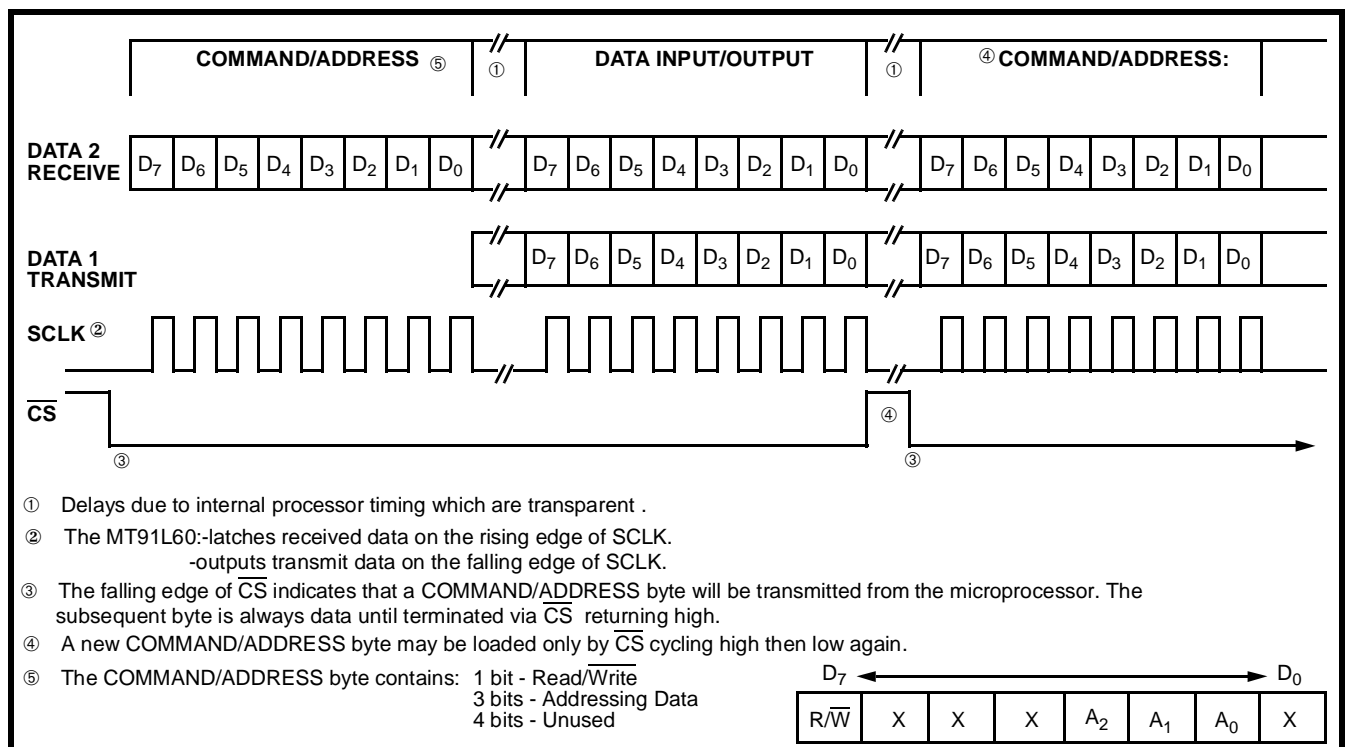 COMMAND/ADDRESS ⑤ ① DATA INPUT/OUTPUT ① ④ COMMAND/ADDRESS:
DATA 2
RECEIVE
D7 D6 D5 D4 D3 D2 D1 D0 D7 D6 D5 D4 D3 D2 D1 D0 D7 D6 D5 D4 D3 D2 D1 D0
DATA 1
TRANSMIT
D7 D6 D5 D4 D3 D2 D1 D0 D7 D6 D5 D4 D3 D2 D1 D0
SCLK ②
C̅S̅ ④
③ ③
① Delays due to internal processor timing which are transparent .
② The MT91L60:-latches received data on the rising edge of SCLK.
-outputs transmit data on the falling edge of SCLK.
③ The falling edge of C̅S̅ indicates that a COMMAND/ADDRESS byte will be transmitted from the microprocessor. The
subsequent byte is always data until terminated via C̅S̅ returning high.
④ A new COMMAND/ADDRESS byte may be loaded only by C̅S̅ cycling high then low again.
⑤ The COMMAND/ADDRESS byte contains: 1 bit - Read/W̅r̅i̅t̅e̅
3 bits - Addressing Data
4 bits - Unused
D7 D0
R/W̅ X X X A2 A1 A0 X